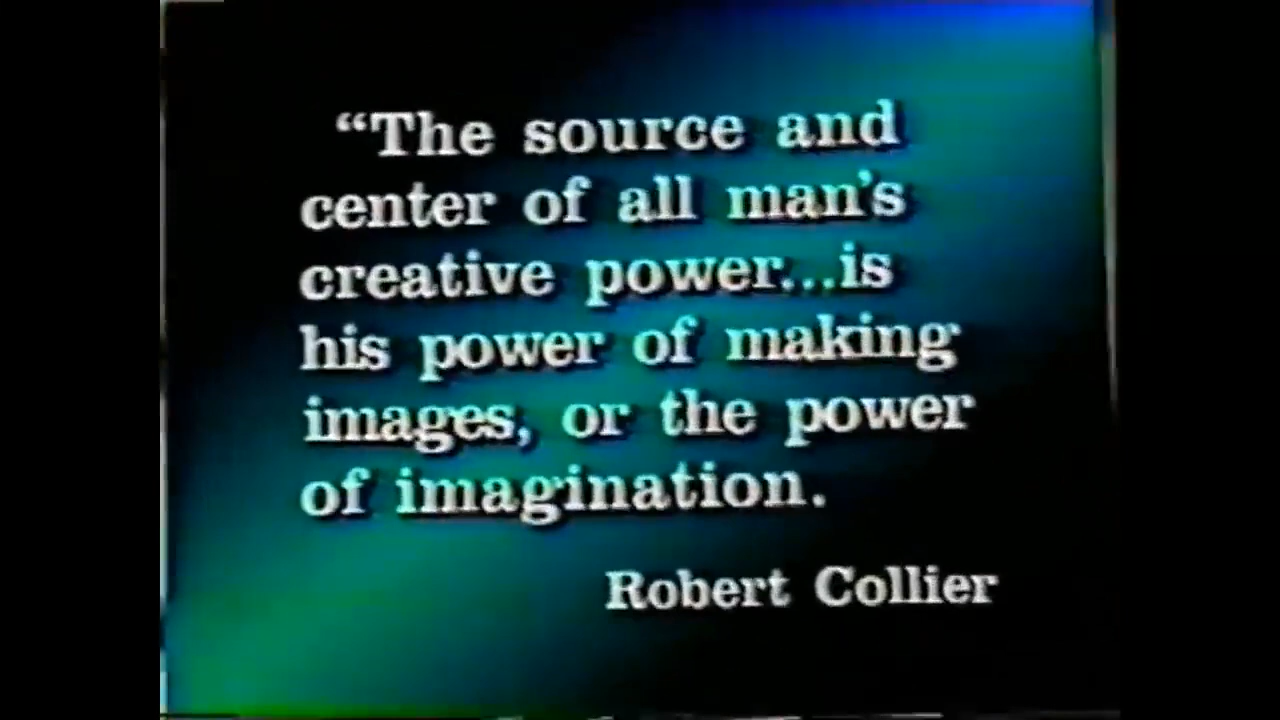 “The source and
center of all man's
creative power...is
his power of making
images, or the power
of imagination.
Robert Collier